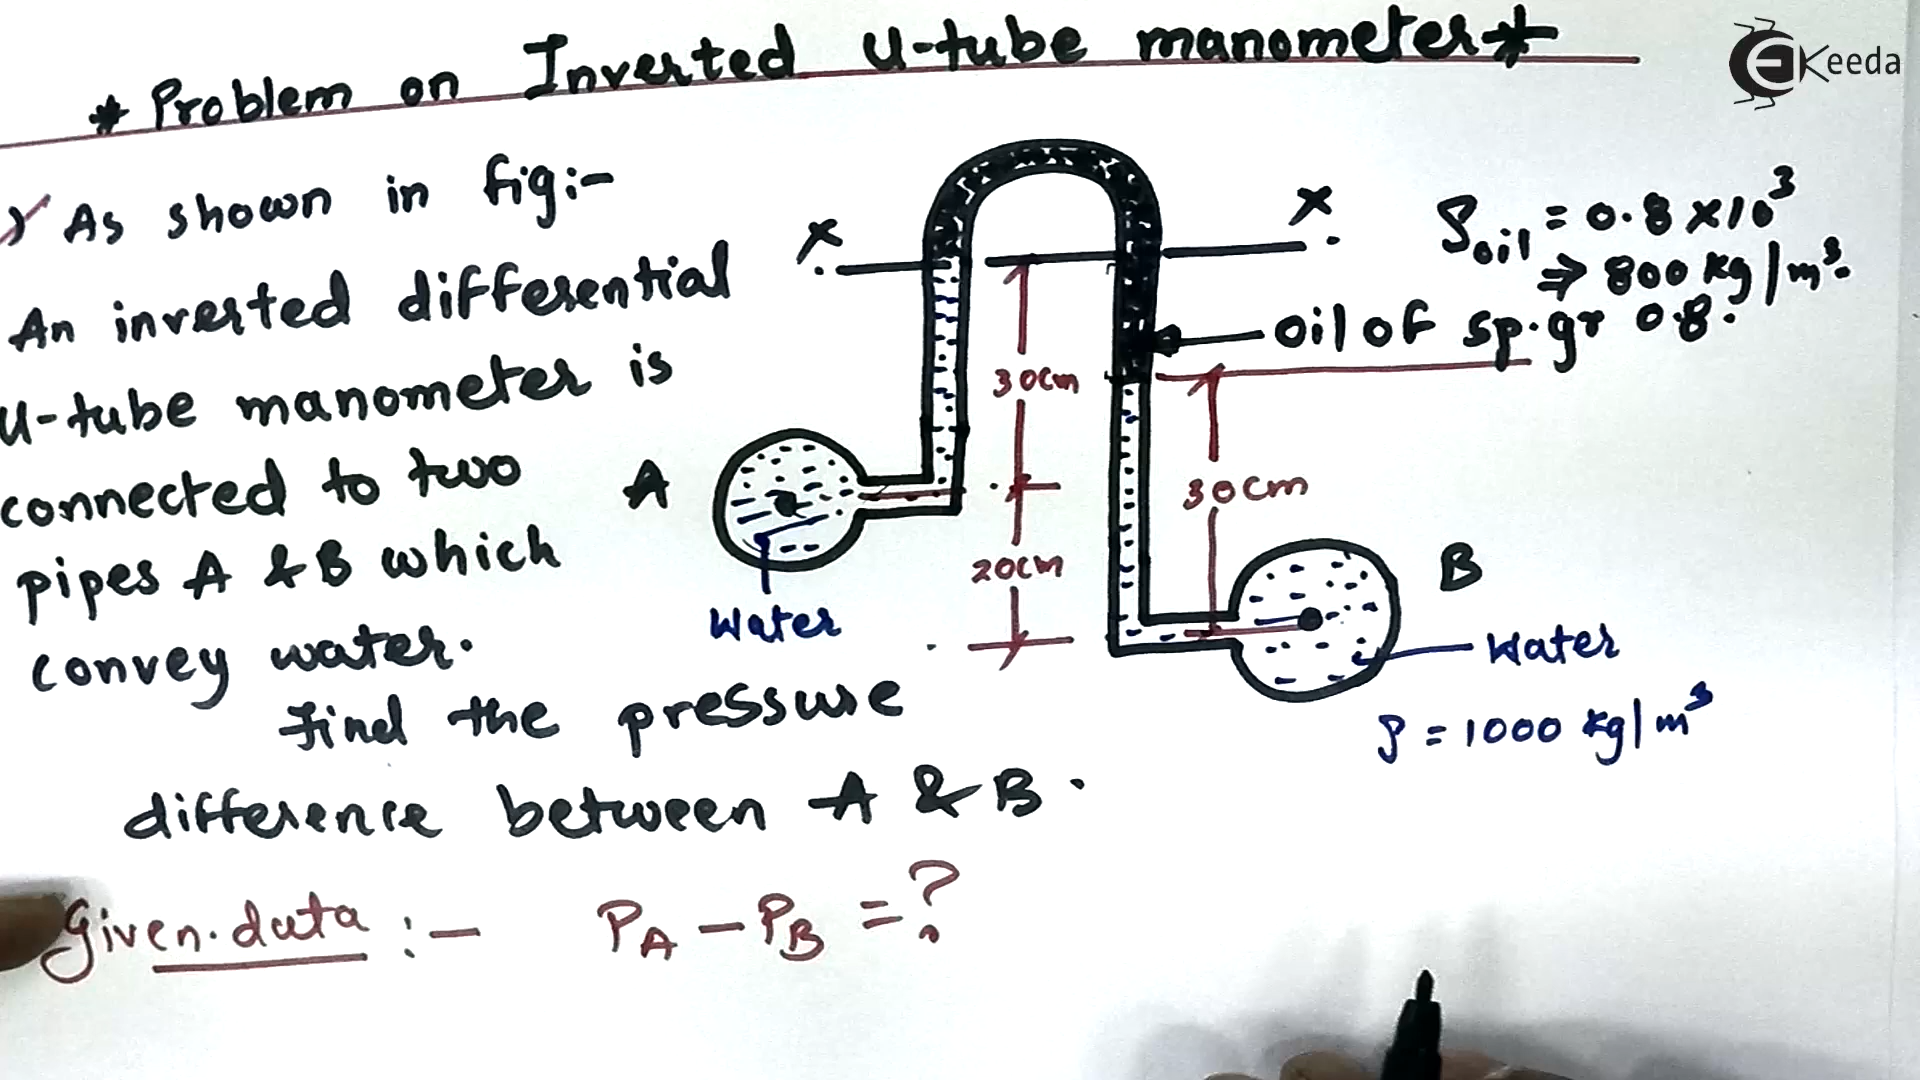 * Problem on Inverted U-tube manometer *
EKeeda
As shown in fig:-
An inverted differential
U-tube manometer is
connected to two
pipes A & B which
convey water.
Find the pressure
difference between A & B.
Given data :- PA - PB = ?
X
X
ρoil = 0.8 × 10³
⇒ 800 kg/m³.
oil of sp.gr 0.8.
30cm
30cm
20cm
A
Water
B
Water
ρ = 1000 kg/m³